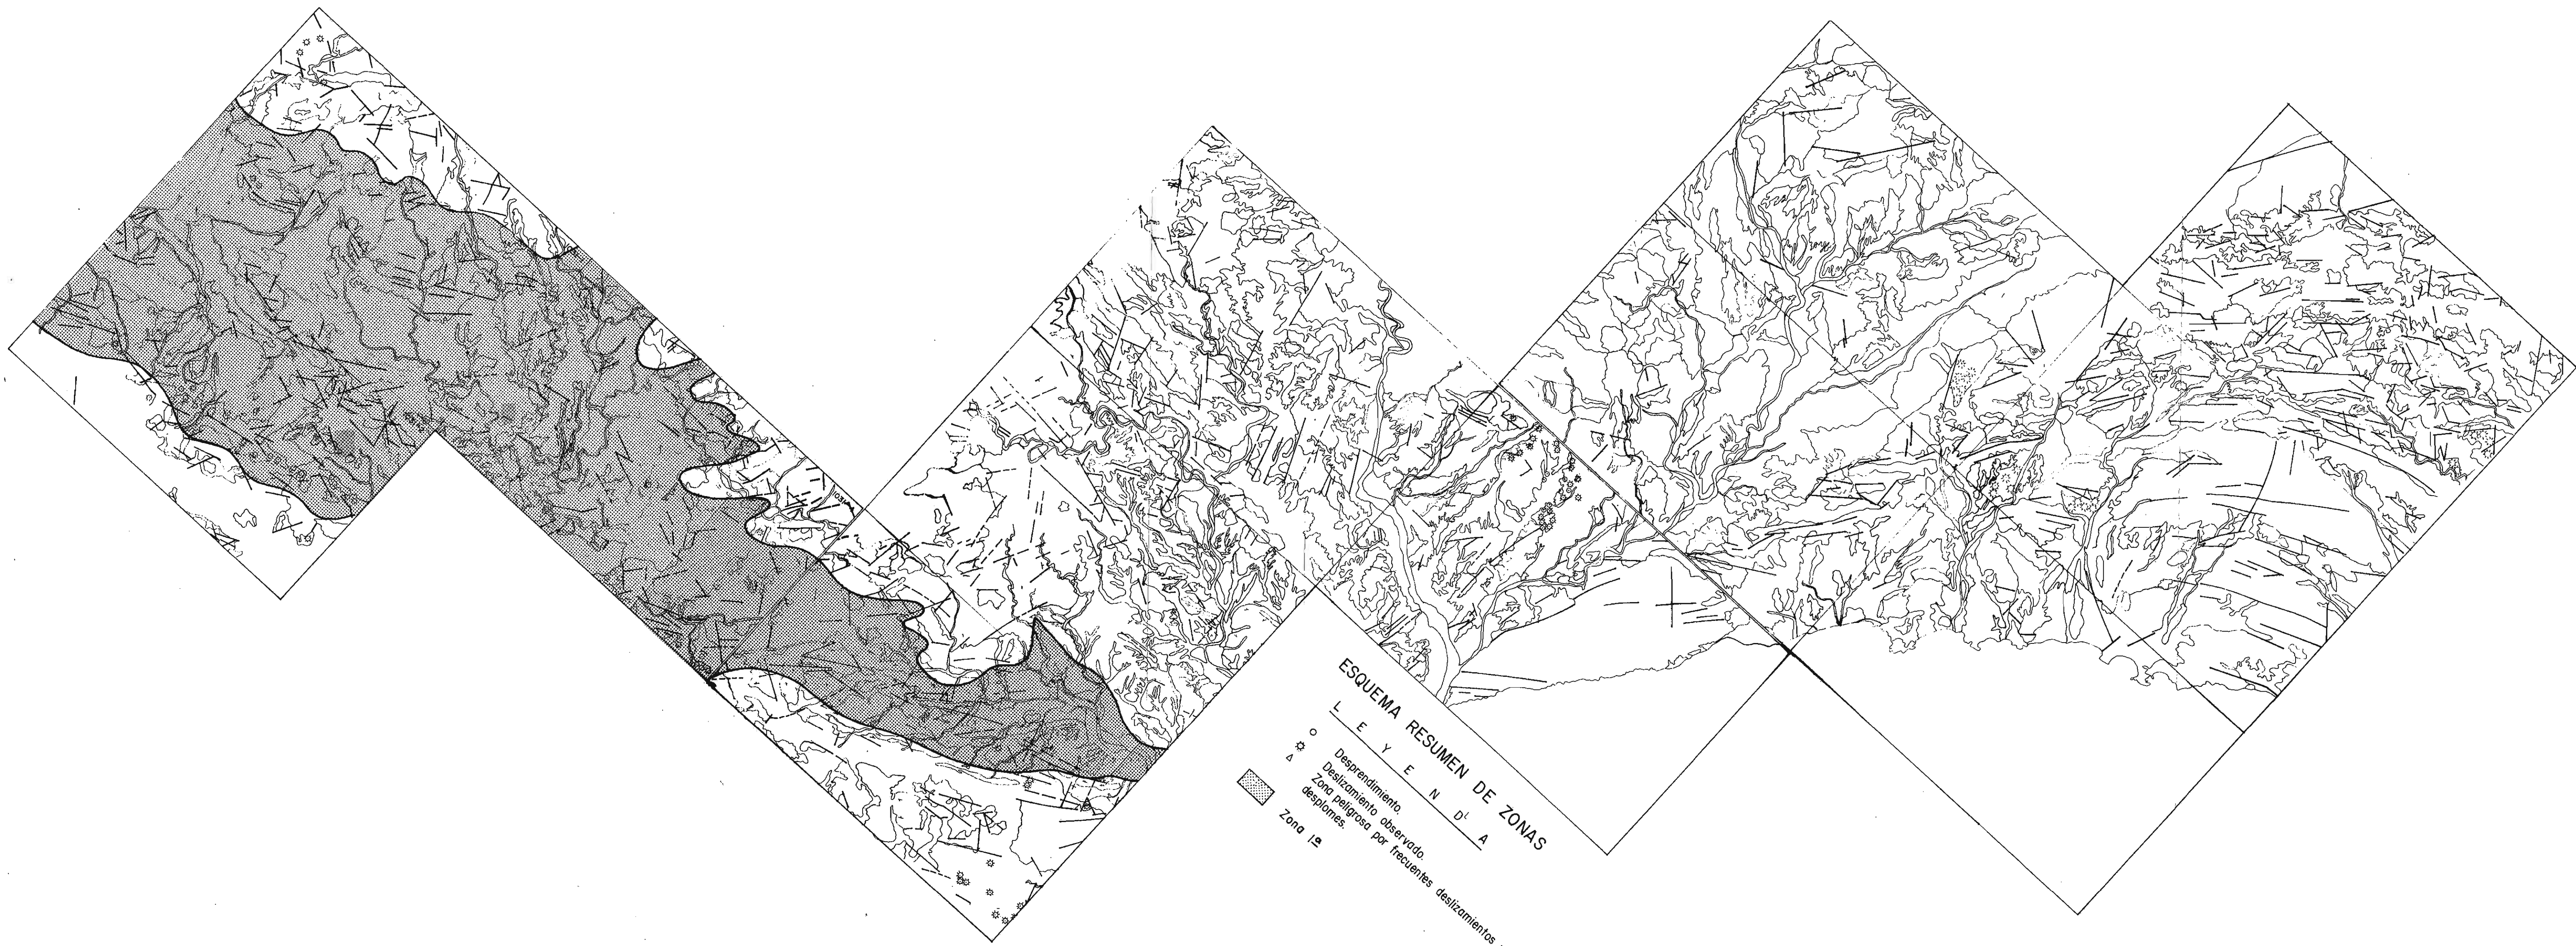 ESQUEMA RESUMEN DE ZONAS
L E Y E N D A
Desprendimiento.
Deslizamiento observado.
Zona peligrosa por frecuentes deslizamientos
desplomes.
Zona 1ª